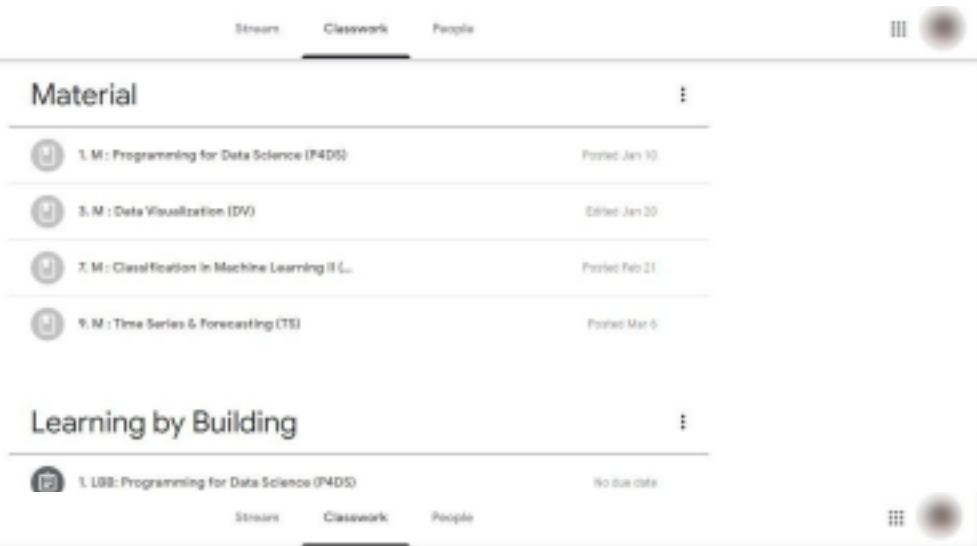 Stream Classwork People
Material
1. M : Programming for Data Science (P4DS) Posted Jan 10
3. M : Data Visualization (DV) Edited Jan 20
7. M : Classification in Machine Learning II (... Posted Feb 21
9. M : Time Series & Forecasting (TS) Posted Mar 6
Learning by Building
1. LBB: Programming for Data Science (P4DS) No due date
Stream Classwork People